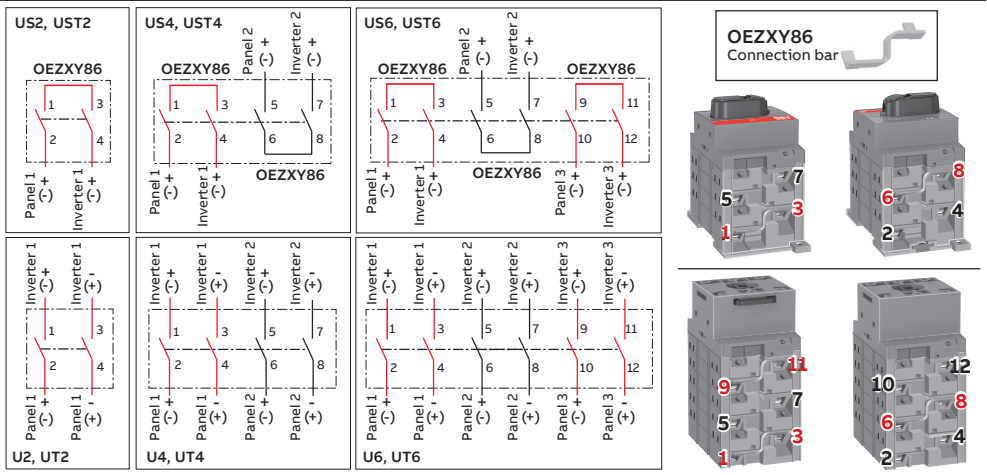 US2, UST2
OEZXY86
1 3
2 4
Panel 1 + (-)
Inverter 1 + (-)
US4, UST4
Panel 2 + (-)
Inverter 2 + (-)
OEZXY86
1 3 5 7
2 4 6 8
OEZXY86
Panel 1 + (-)
Inverter 1 + (-)
US6, UST6
Panel 2 + (-)
Inverter 2 + (-)
OEZXY86 OEZXY86
1 3 5 7 9 11
2 4 6 8 10 12
OEZXY86
Panel 1 + (-)
Inverter 1 + (-)
Panel 3 + (-)
Inverter 3 + (-)
Inverter 1 + (-)
Inverter 1 - (+)
1 3
2 4
Panel 1 + (-)
Panel 1 - (+)
U2, UT2
Inverter 1 + (-)
Inverter 1 - (+)
Inverter 2 + (-)
Inverter 2 - (+)
1 3 5 7
2 4 6 8
Panel 1 + (-)
Panel 1 - (+)
Panel 2 + (-)
Panel 2 - (+)
U4, UT4
Inverter 1 + (-)
Inverter 1 - (+)
Inverter 2 + (-)
Inverter 2 - (+)
Inverter 3 + (-)
Inverter 3 - (+)
1 3 5 7 9 11
2 4 6 8 10 12
Panel 1 + (-)
Panel 1 - (+)
Panel 2 + (-)
Panel 2 - (+)
Panel 3 + (-)
Panel 3 - (+)
U6, UT6
OEZXY86
Connection bar
ABB
7
5
3
1
8
6
4
2
11
9
7
5
3
1
12
10
8
6
4
2